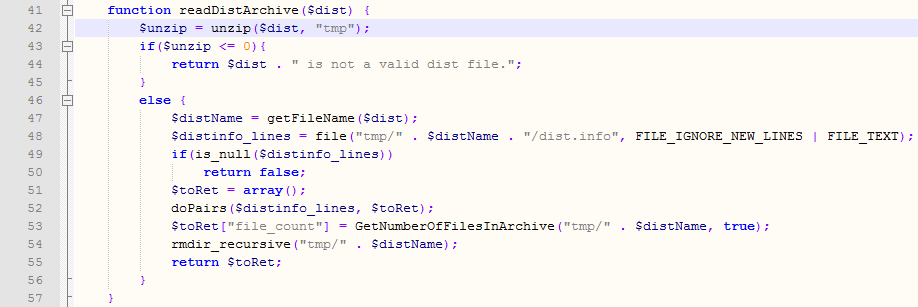 41 function readDistArchive($dist) {
42 $unzip = unzip($dist, "tmp");
43 if($unzip <= 0){
44 return $dist . " is not a valid dist file.";
45 }
46 else {
47 $distName = getFileName($dist);
48 $distinfo_lines = file("tmp/" . $distName . "/dist.info", FILE_IGNORE_NEW_LINES | FILE_TEXT);
49 if(is_null($distinfo_lines))
50 return false;
51 $toRet = array();
52 doPairs($distinfo_lines, $toRet);
53 $toRet["file_count"] = GetNumberOfFilesInArchive("tmp/" . $distName, true);
54 rmdir_recursive("tmp/" . $distName);
55 return $toRet;
56 }
57 }